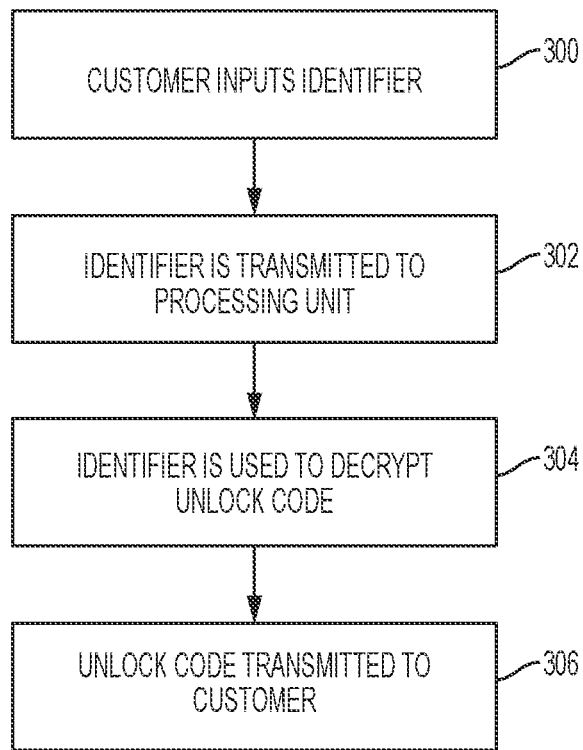 CUSTOMER INPUTS IDENTIFIER
300
IDENTIFIER IS TRANSMITTED TO
PROCESSING UNIT
302
IDENTIFIER IS USED TO DECRYPT
UNLOCK CODE
304
UNLOCK CODE TRANSMITTED TO
CUSTOMER
306